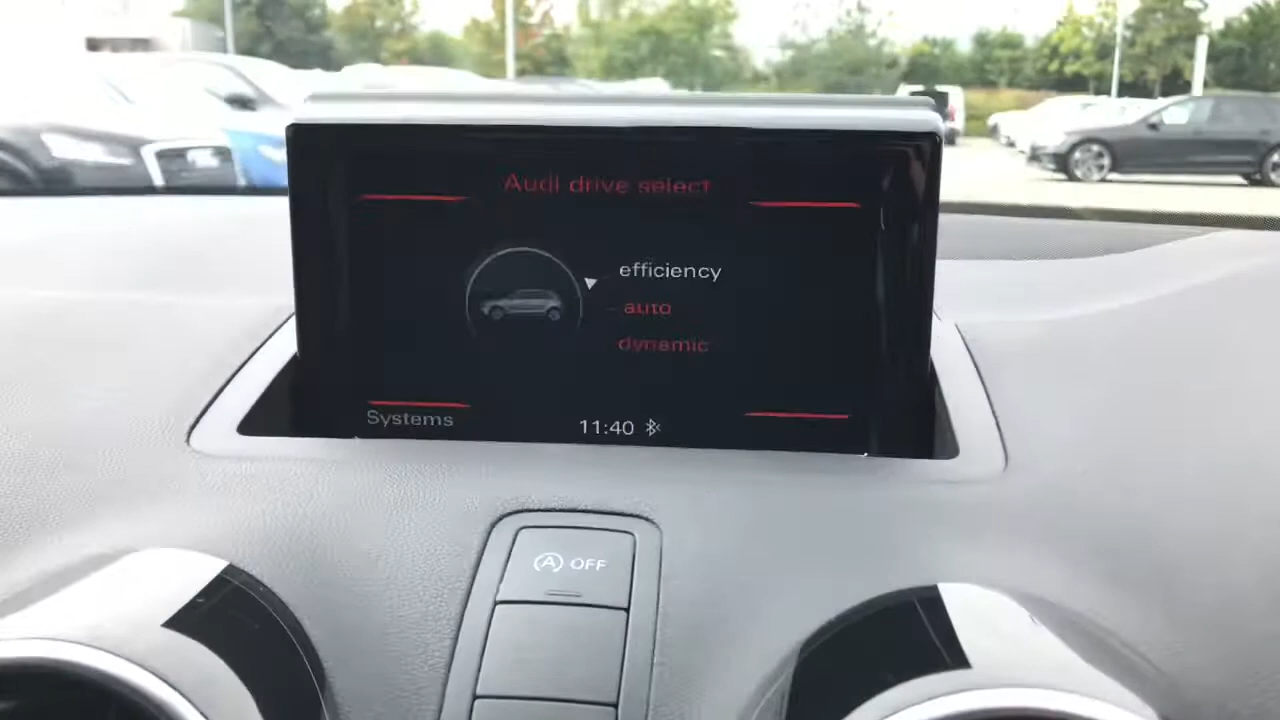 Audi drive select
efficiency
auto
dynamic
Systems
11:40
A OFF